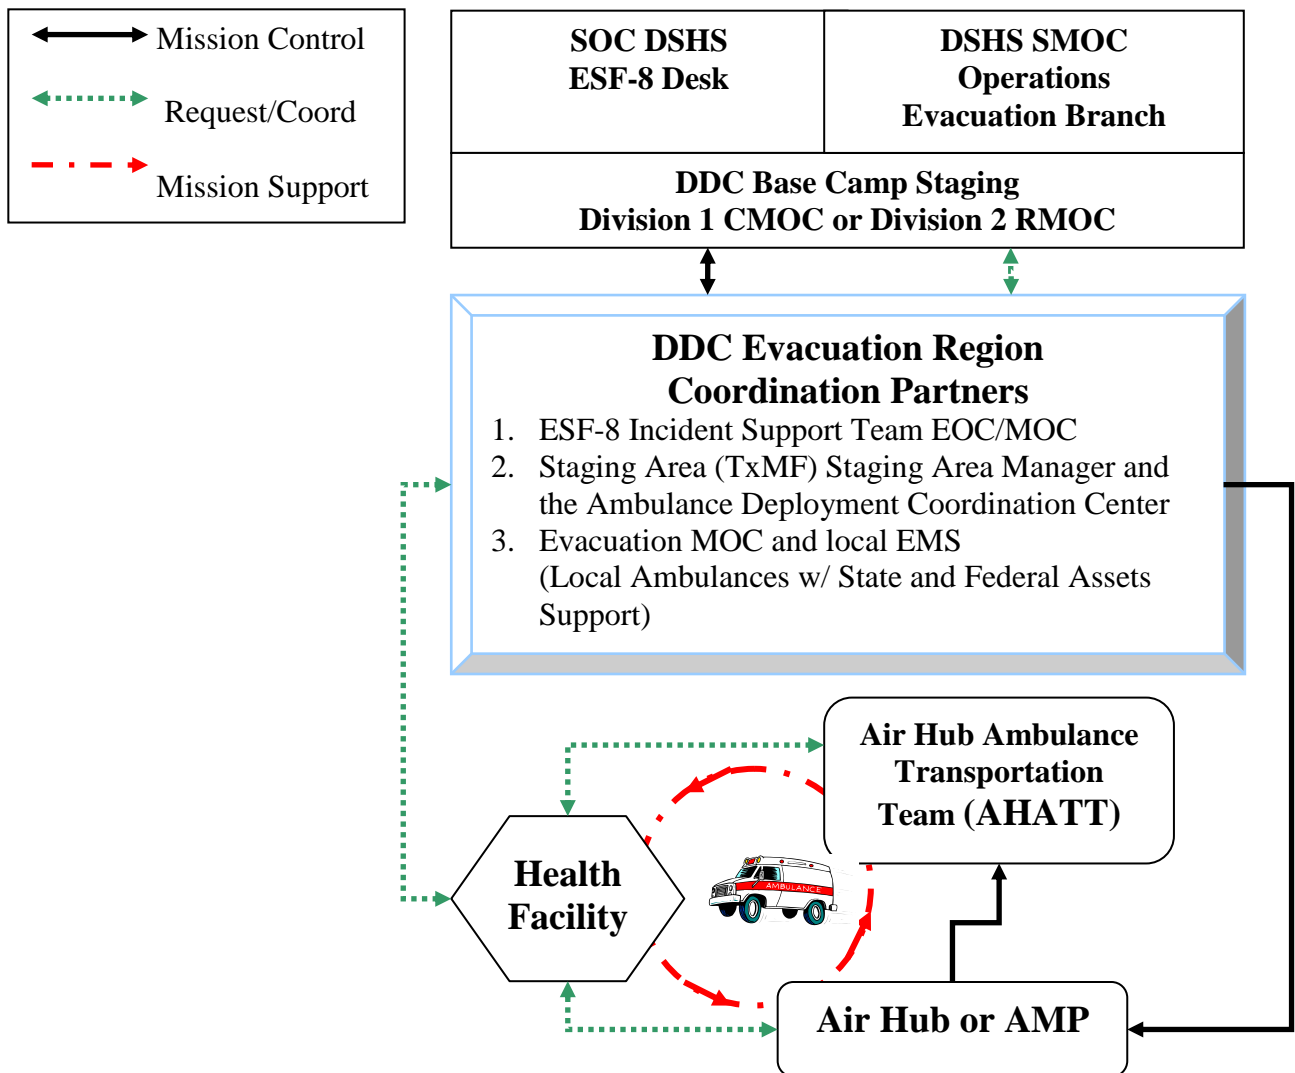 Mission Control
Request/Coord
Mission Support
SOC DSHS
ESF-8 Desk
DSHS SMOC
Operations
Evacuation Branch
DDC Base Camp Staging
Division 1 CMOC or Division 2 RMOC
DDC Evacuation Region
Coordination Partners
1. ESF-8 Incident Support Team EOC/MOC
2. Staging Area (TxMF) Staging Area Manager and
the Ambulance Deployment Coordination Center
3. Evacuation MOC and local EMS
(Local Ambulances w/ State and Federal Assets
Support)
Air Hub Ambulance
Transportation
Team (AHATT)
Health
Facility
AMBULANCE
Air Hub or AMP